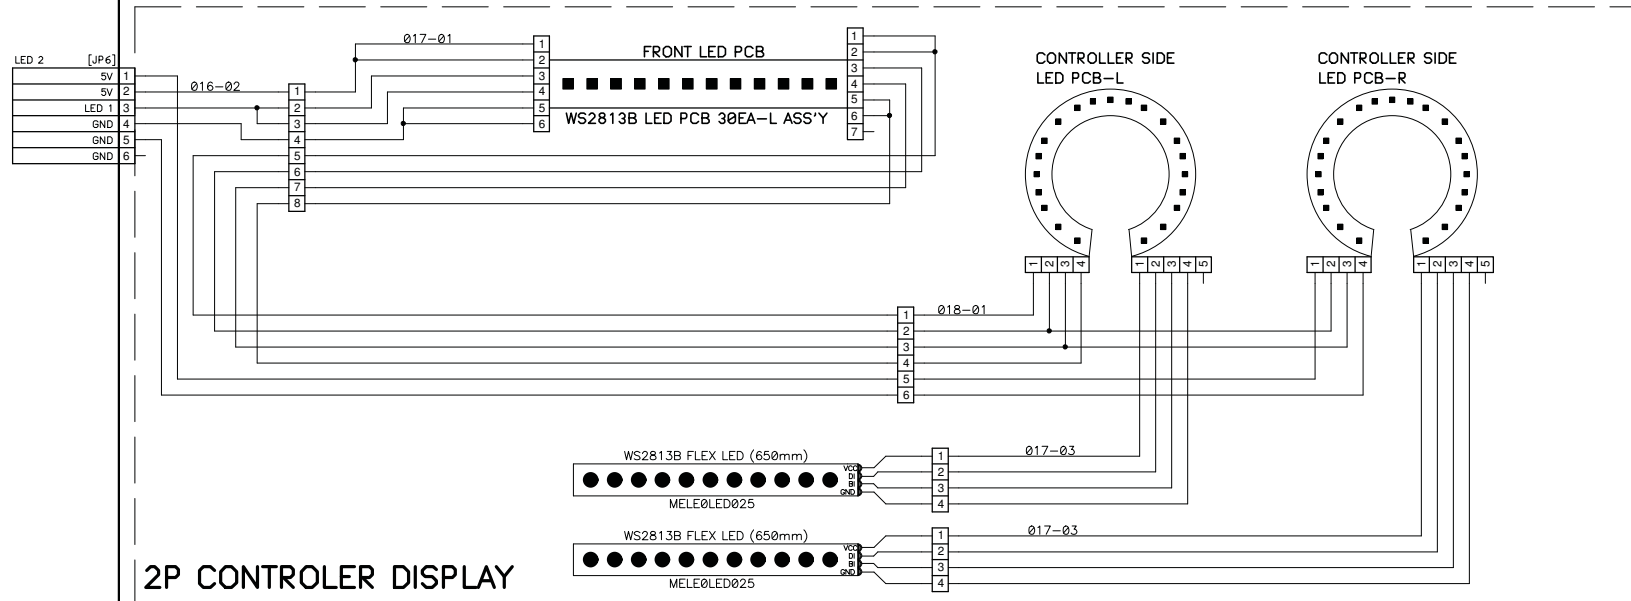 LED 2 [JP6]
5V 1
5V 2
LED 1 3
GND 4
GND 5
GND 6
016-02
1
2
3
4
5
6
7
8
017-01
1
2
3
4
5
6
FRONT LED PCB
WS2813B LED PCB 30EA-L ASS'Y
1
2
3
4
5
6
7
CONTROLLER SIDE
LED PCB-L
1 2 3 4
1 2 3 4 5
CONTROLLER SIDE
LED PCB-R
1 2 3 4
1 2 3 4 5
018-01
1
2
3
4
5
6
WS2813B FLEX LED (650mm)
VCC
DI
BI
GND
MELE0LED025
1
2
3
4
017-03
WS2813B FLEX LED (650mm)
VCC
DI
BI
GND
MELE0LED025
1
2
3
4
017-03
2P CONTROLER DISPLAY